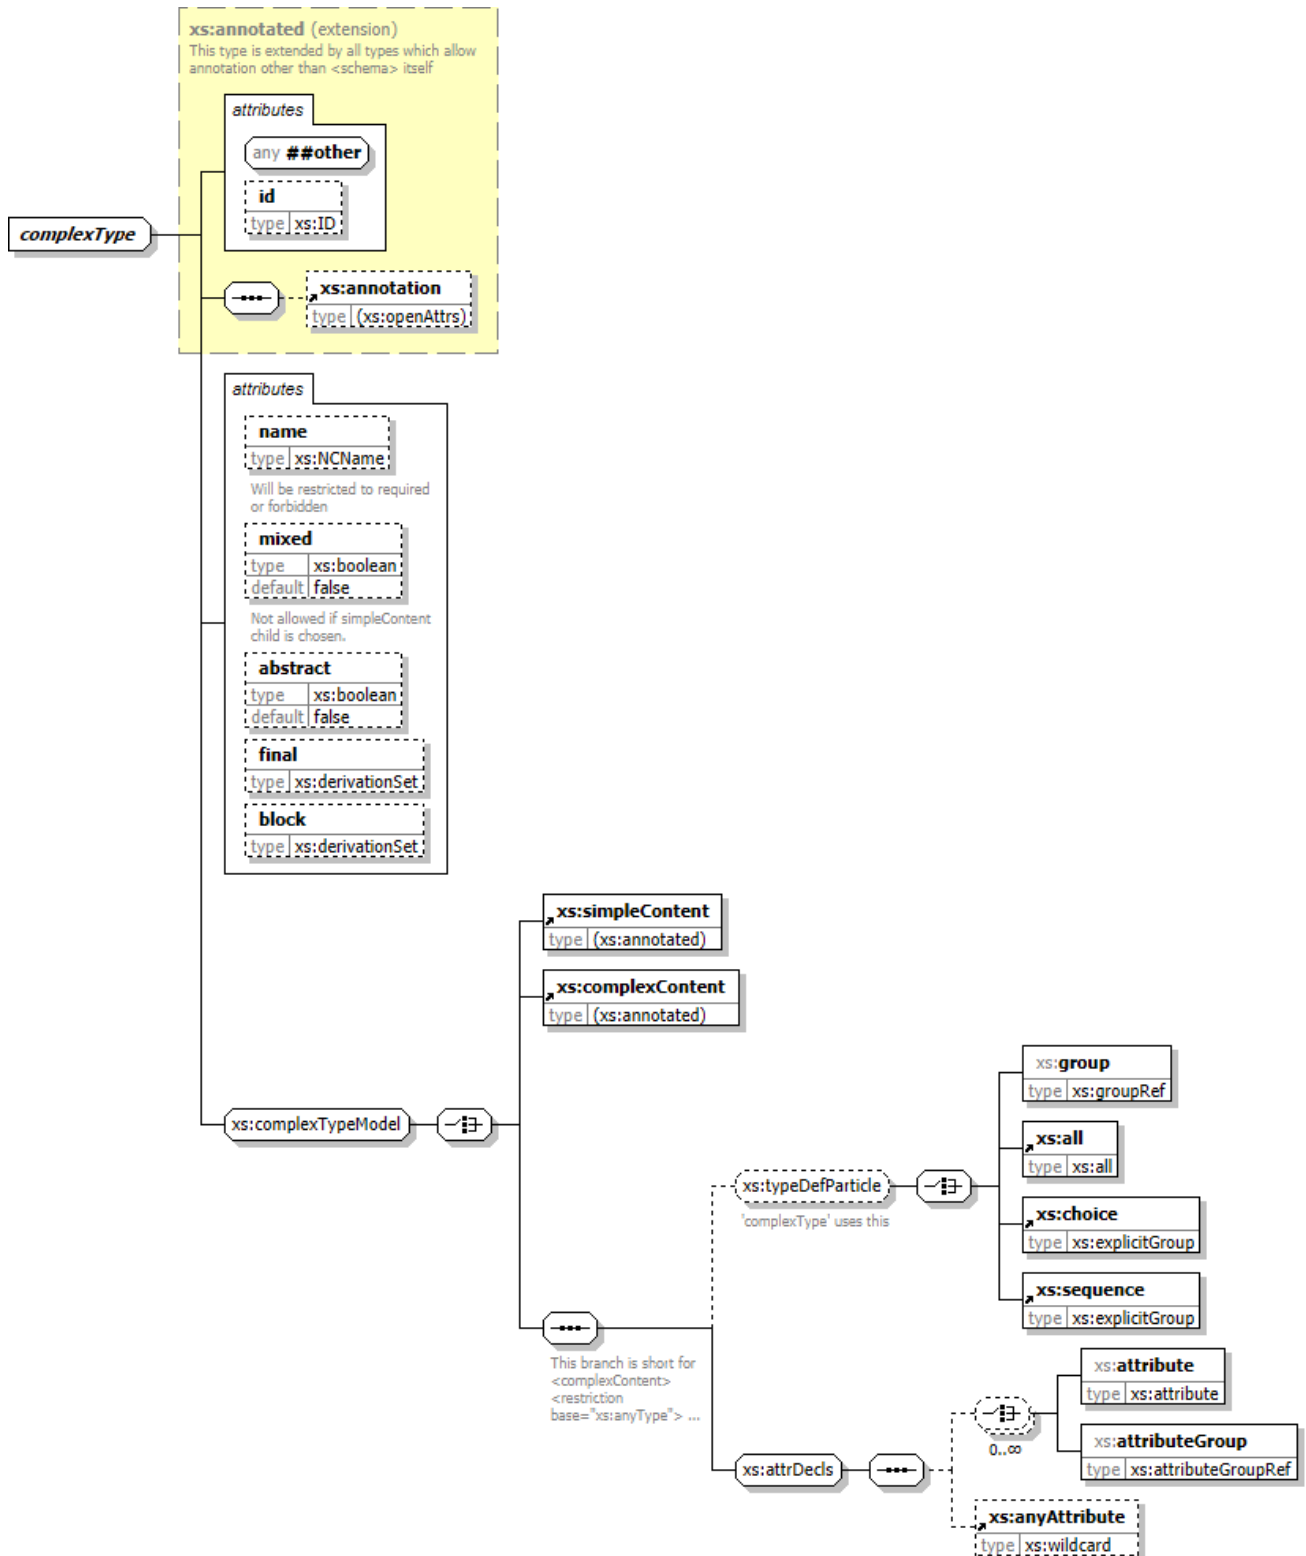 xs:annotated (extension)
This type is extended by all types which allow
annotation other than <schema> itself
attributes
any ##other
id
type xs:ID
complexType
xs:annotation
type (xs:openAttrs)
attributes
name
type xs:NCName
Will be restricted to required
or forbidden
mixed
type xs:boolean
default false
Not allowed if simpleContent
child is chosen.
abstract
type xs:boolean
default false
final
type xs:derivationSet
block
type xs:derivationSet
xs:simpleContent
type (xs:annotated)
xs:complexContent
type (xs:annotated)
xs:complexTypeModel
xs:group
type xs:groupRef
xs:all
type xs:all
xs:typeDefParticle
'complexType' uses this
xs:choice
type xs:explicitGroup
xs:sequence
type xs:explicitGroup
This branch is short for
<complexContent>
<restriction
base="xs:anyType"> ...
xs:attribute
type xs:attribute
0..∞
xs:attributeGroup
type xs:attributeGroupRef
xs:attrDecls
xs:anyAttribute
type xs:wildcard